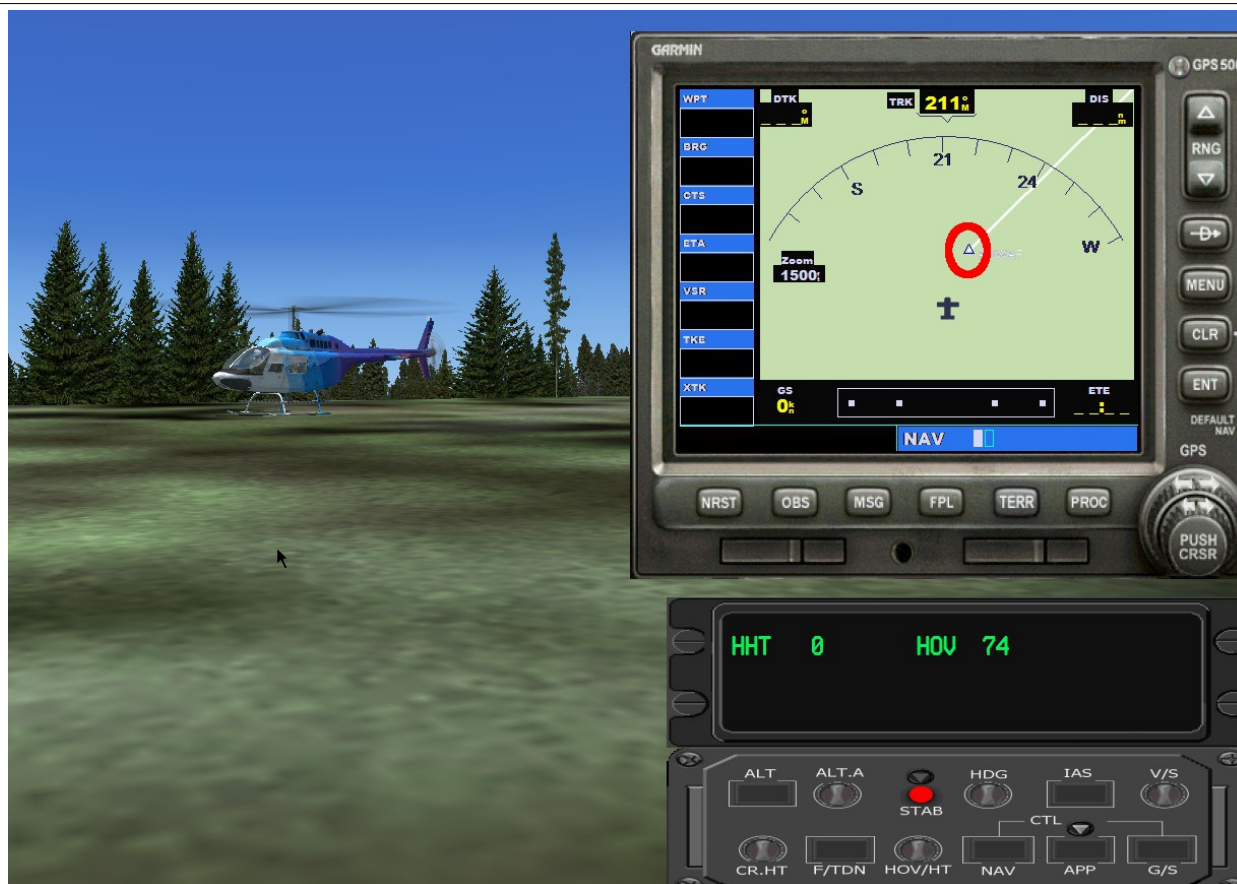 GARMIN
GPS 500
WPT
DTK
_ _ _°M
TRK 211°M
DIS
_ _ _nm
RNG
BRG
21
S
24
CTS
ETA
W
Zoom
1500
MENU
VSR
CLR
TKE
ENT
XTK
GS
0kn
ETE
_ _:_ _
DEFAULT
NAV
NAV
GPS
NRST
OBS
MSG
FPL
TERR
PROC
PUSH
CRSR
HHT 0 HOV 74
ALT
ALT.A
HDG
IAS
V/S
STAB
CTL
CR.HT
F/TDN
HOV/HT
NAV
APP
G/S